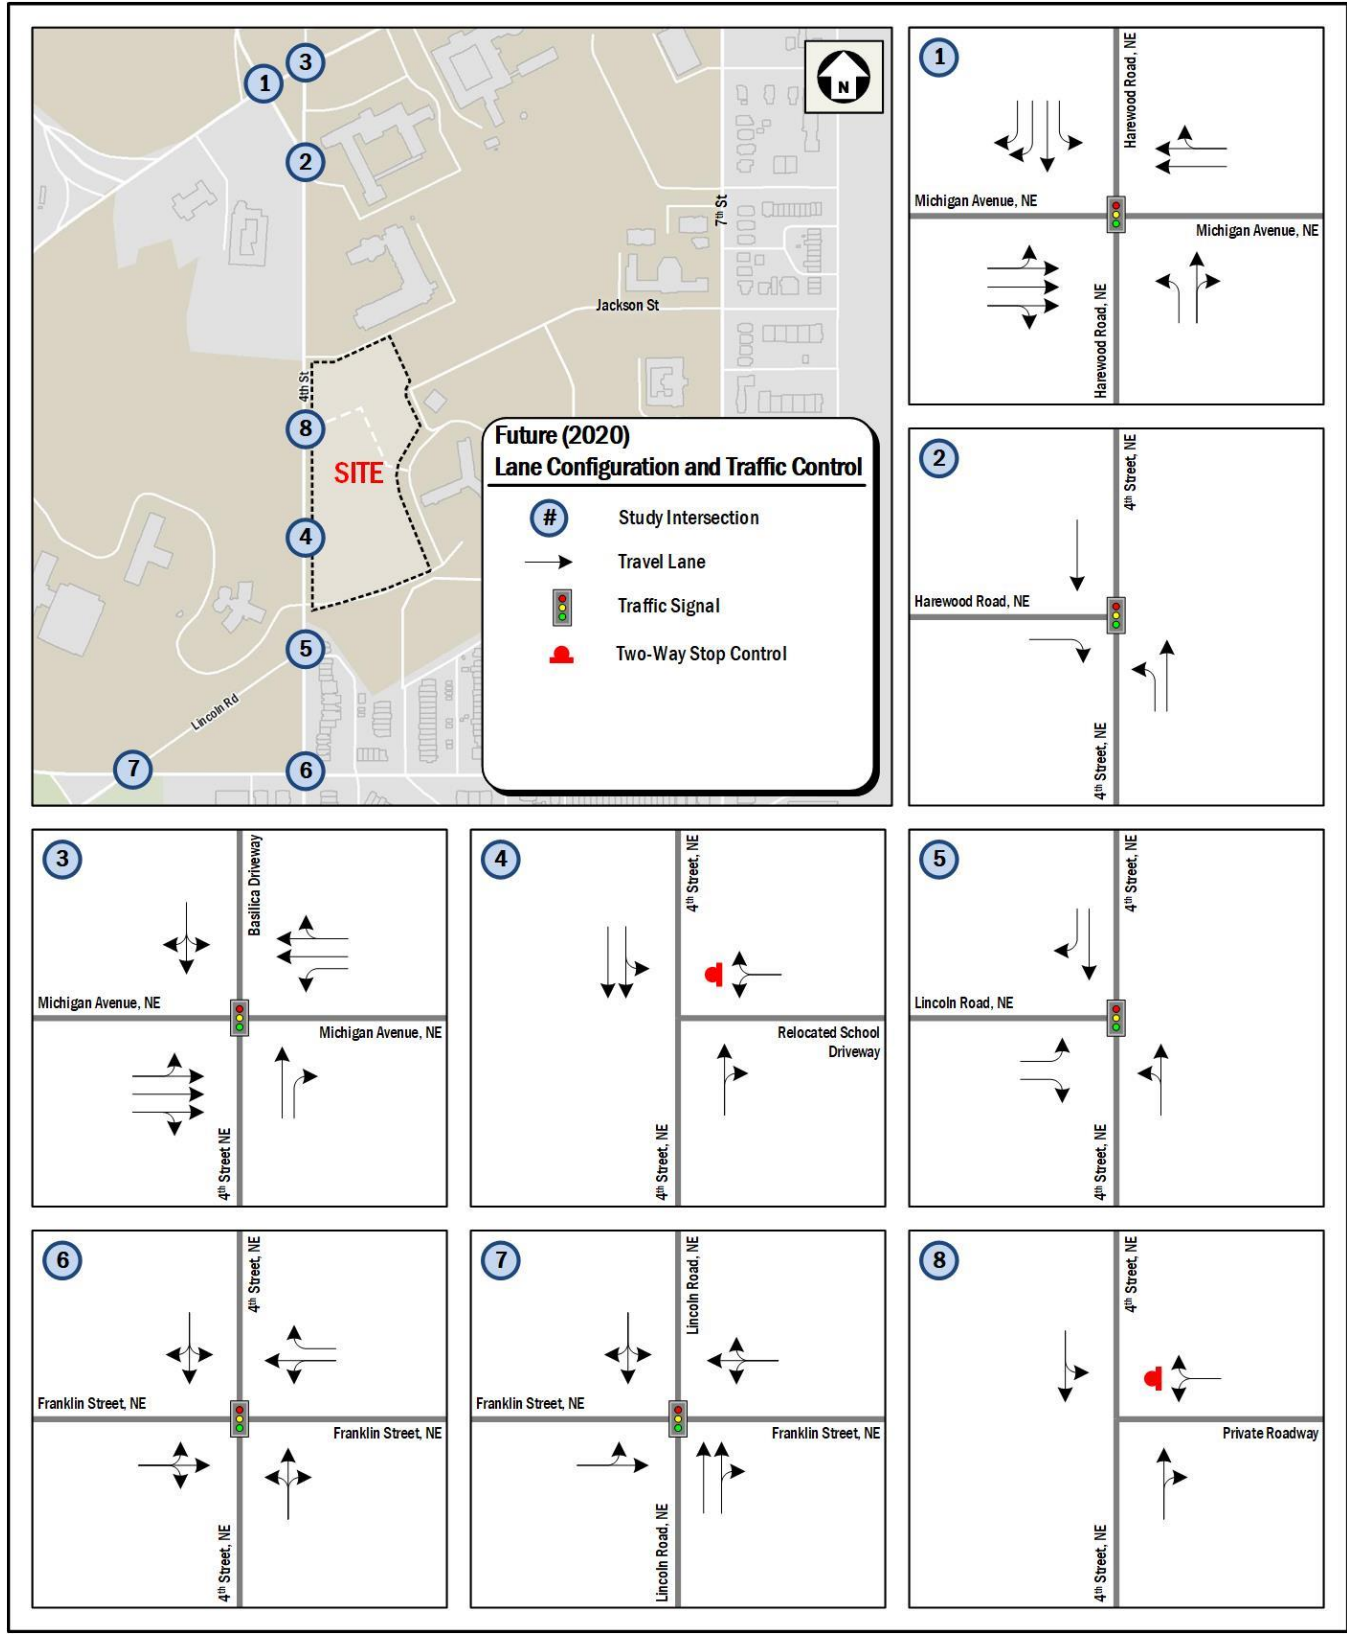 1
3
2
N
7th St
Jackson St
4th St
8
SITE
4
5
Lincoln Rd
7
6
Future (2020)
Lane Configuration and Traffic Control
#
Study Intersection
Travel Lane
Traffic Signal
Two-Way Stop Control
1
Harewood Road, NE
Michigan Avenue, NE
Michigan Avenue, NE
Harewood Road, NE
2
4th Street, NE
Harewood Road, NE
4th Street, NE
3
Basilica Driveway
Michigan Avenue, NE
Michigan Avenue, NE
4th Street NE
4
4th Street, NE
Relocated School
Driveway
4th Street, NE
5
4th Street, NE
Lincoln Road, NE
4th Street, NE
6
4th Street, NE
Franklin Street, NE
Franklin Street, NE
4th Street, NE
7
Lincoln Road, NE
Franklin Street, NE
Franklin Street, NE
Lincoln Road, NE
8
4th Street, NE
Private Roadway
4th Street, NE